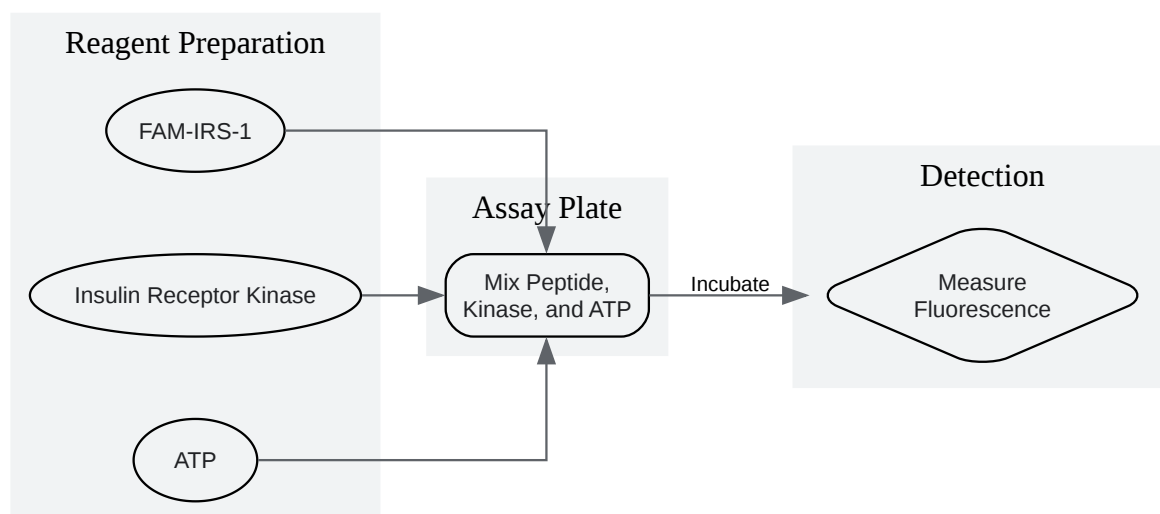 Reagent Preparation
FAM-IRS-1
Insulin Receptor Kinase
ATP
Assay Plate
Mix Peptide,
Kinase, and ATP
Incubate
Detection
Measure
Fluorescence